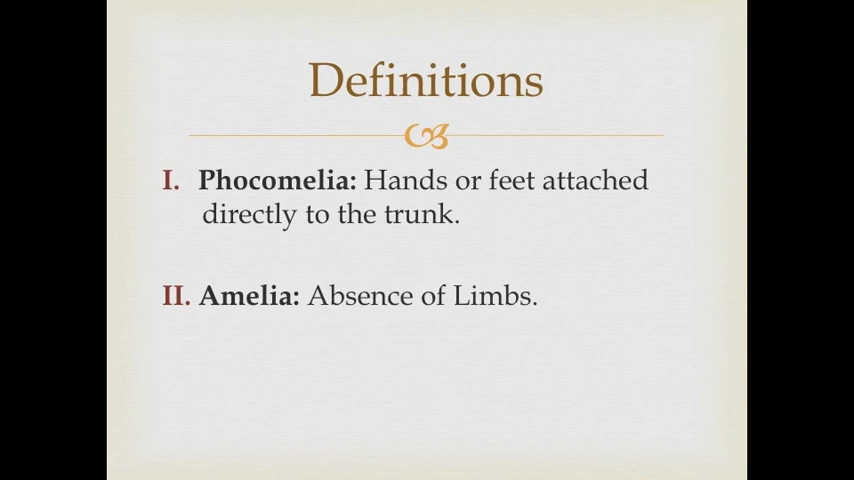 Definitions
I. Phocomelia: Hands or feet attached
directly to the trunk.
II. Amelia: Absence of Limbs.